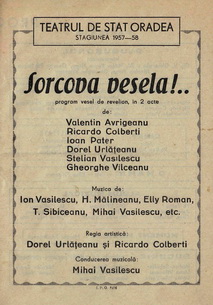 TEATRUL DE STAT ORADEA
STAGIUNEA 1957—58
Sorcova vesela!..
program vesel de revelion, în 2 acte
de:
Valentin Avrigeanu
Ricardo Colberti
Ioan Pater
Dorel Urlățeanu
Stelian Vasilescu
Gheorghe Vîlceanu
Muzica de:
Ion Vasilescu, H. Mălineanu, Elly Roman,
T. Sibiceanu, Mihai Vasilescu, etc.
Regia artistică:
Dorel Urlățeanu și Ricardo Colberti
Conducerea muzicală:
Mihai Vasilescu